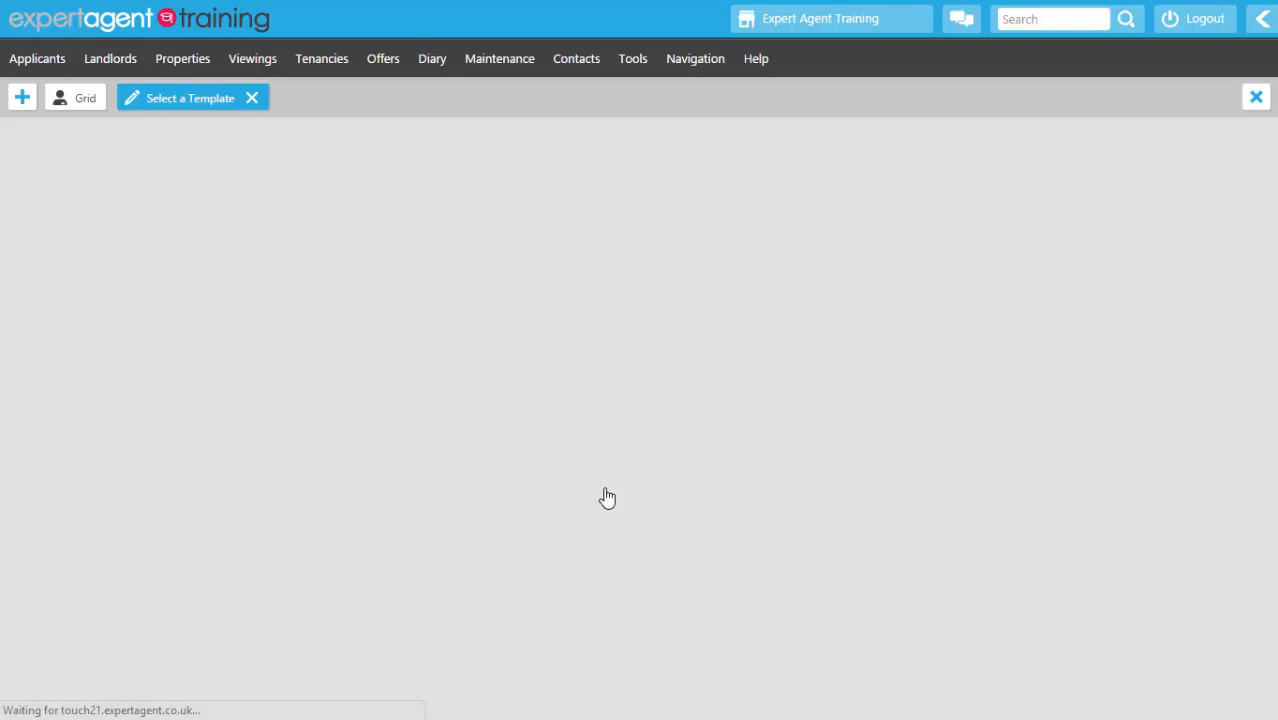 expertagent training
Expert Agent Training
Search
Logout
Applicants Landlords Properties Viewings Tenancies Offers Diary Maintenance Contacts Tools Navigation Help
Grid
Select a Template
Waiting for touch21.expertagent.co.uk...